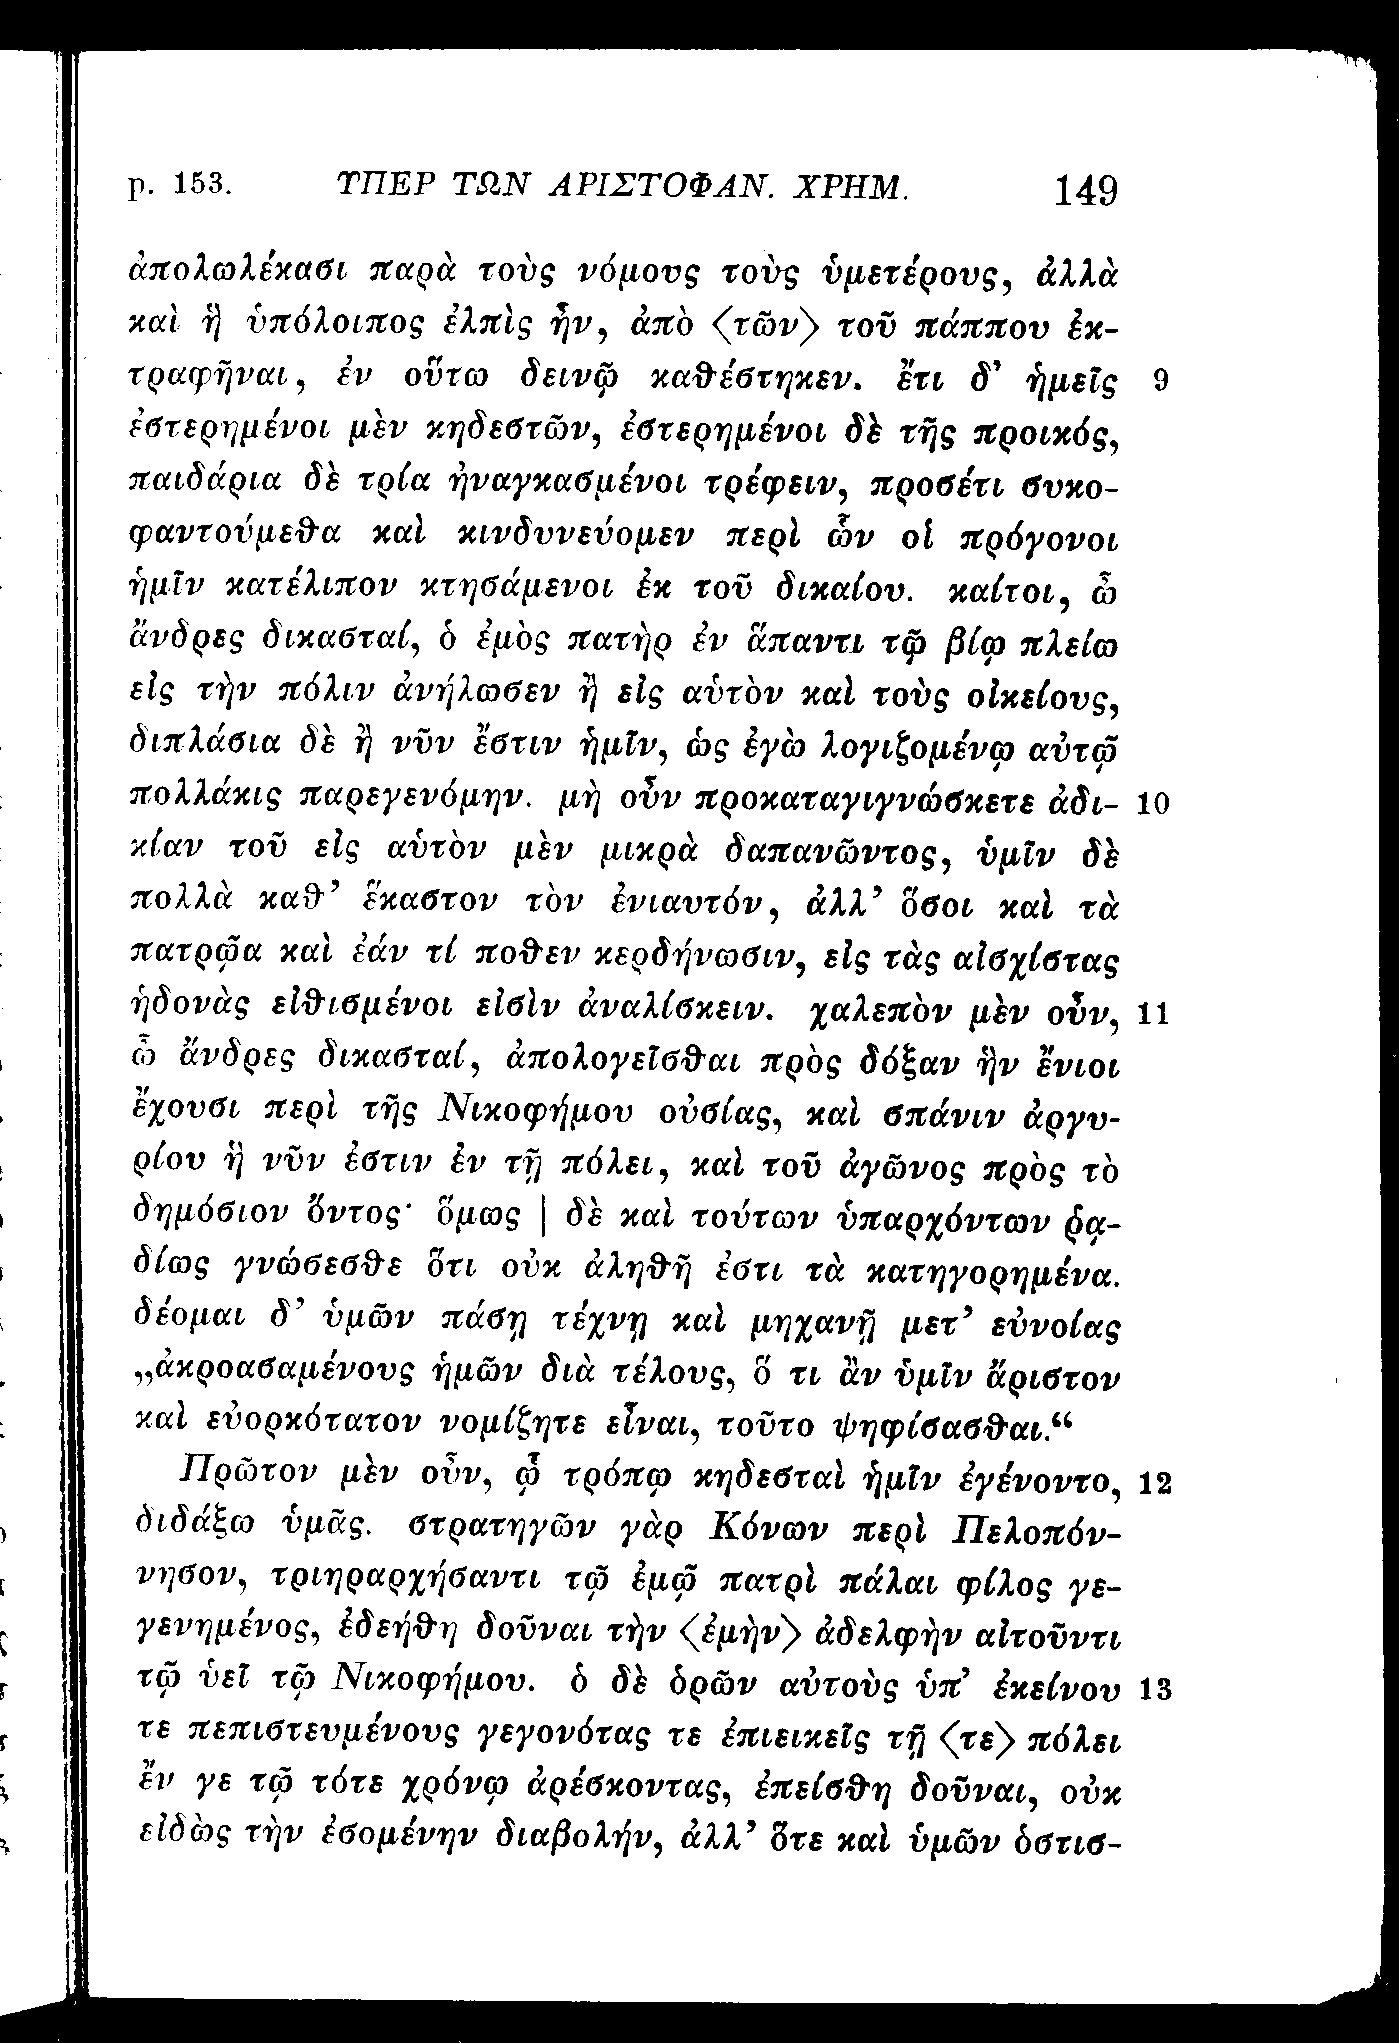 p. 153. ΥΠΕΡ ΤΩΝ ΑΡΙΣΤΟΦΑΝ. ΧΡΗΜ. 149
ἀπολωλέκασι παρὰ τοὺς νόμους τοὺς ὑμετέρους, ἀλλὰ
καὶ ἣ ὑπόλοιπος ἐλπὶς ἦν, ἀπὸ ⟨τῶν⟩ τοῦ πάππου ἐκ-
τραφῆναι, ἐν οὕτω δεινῷ καθέστηκεν. ἔτι δ’ ἡμεῖς 9
ἐστερημένοι μὲν κηδεστῶν, ἐστερημένοι δὲ τῆς προικός,
παιδάρια δὲ τρία ἠναγκασμένοι τρέφειν, προσέτι συκο-
φαντούμεθα καὶ κινδυνεύομεν περὶ ὧν οἱ πρόγονοι
ἡμῖν κατέλιπον κτησάμενοι ἐκ τοῦ δικαίου. καίτοι, ὦ
ἄνδρες δικασταί, ὁ ἐμὸς πατὴρ ἐν ἅπαντι τῷ βίῳ πλείω
εἰς τὴν πόλιν ἀνήλωσεν ἢ εἰς αὑτὸν καὶ τοὺς οἰκείους,
διπλάσια δὲ ἢ νῦν ἔστιν ἡμῖν, ὡς ἐγὼ λογιζομένῳ αὐτῷ
πολλάκις παρεγενόμην. μὴ οὖν προκαταγιγνώσκετε ἀδι- 10
κίαν τοῦ εἰς αὑτὸν μὲν μικρὰ δαπανῶντος, ὑμῖν δὲ
πολλὰ καθ’ ἕκαστον τὸν ἐνιαυτόν, ἀλλ’ ὅσοι καὶ τὰ
πατρῷα καὶ ἐάν τί ποθεν κερδήνωσιν, εἰς τὰς αἰσχίστας
ἡδονὰς εἰθισμένοι εἰσὶν ἀναλίσκειν. χαλεπὸν μὲν οὖν, 11
ὦ ἄνδρες δικασταί, ἀπολογεῖσθαι πρὸς δόξαν ἣν ἔνιοι
ἔχουσι περὶ τῆς Νικοφήμου οὐσίας, καὶ σπάνιν ἀργυ-
ρίου ἣ νῦν ἐστιν ἐν τῇ πόλει, καὶ τοῦ ἀγῶνος πρὸς τὸ
δημόσιον ὄντος· ὅμως | δὲ καὶ τούτων ὑπαρχόντων ῥᾳ-
δίως γνώσεσθε ὅτι οὐκ ἀληθῆ ἐστι τὰ κατηγορημένα.
δέομαι δ’ ὑμῶν πάσῃ τέχνῃ καὶ μηχανῇ μετ’ εὐνοίας
„ἀκροασαμένους ἡμῶν διὰ τέλους, ὅ τι ἂν ὑμῖν ἄριστον
καὶ εὐορκότατον νομίζητε εἶναι, τοῦτο ψηφίσασθαι.“
Πρῶτον μὲν οὖν, ᾧ τρόπῳ κηδεσταὶ ἡμῖν ἐγένοντο, 12
διδάξω ὑμᾶς. στρατηγῶν γὰρ Κόνων περὶ Πελοπόν-
νησον, τριηραρχήσαντι τῷ ἐμῷ πατρὶ πάλαι φίλος γε-
γενημένος, ἐδεήθη δοῦναι τὴν ⟨ἐμὴν⟩ ἀδελφὴν αἰτοῦντι
τῷ ὑεῖ τῷ Νικοφήμου. ὁ δὲ ὁρῶν αὐτοὺς ὑπ’ ἐκείνου 13
τε πεπιστευμένους γεγονότας τε ἐπιεικεῖς τῇ ⟨τε⟩ πόλει
ἔν γε τῷ τότε χρόνῳ ἀρέσκοντας, ἐπείσθη δοῦναι, οὐκ
εἰδὼς τὴν ἐσομένην διαβολήν, ἀλλ’ ὅτε καὶ ὑμῶν ὁστισ-